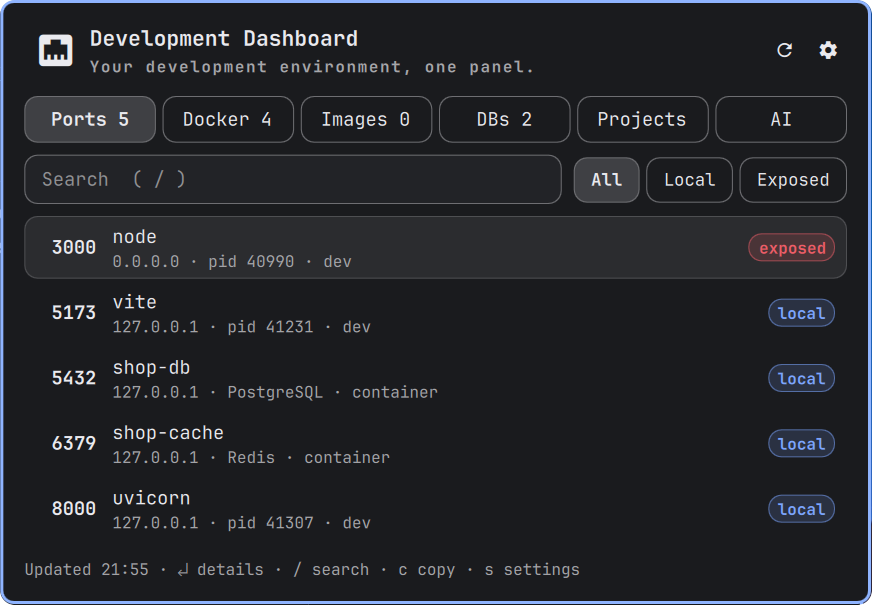 Development Dashboard
Your development environment, one panel.
Ports 5 Docker 4 Images 0 DBs 2 Projects AI
Search ( / ) All Local Exposed
3000 node exposed
0.0.0.0 · pid 40990 · dev
5173 vite local
127.0.0.1 · pid 41231 · dev
5432 shop-db local
127.0.0.1 · PostgreSQL · container
6379 shop-cache local
127.0.0.1 · Redis · container
8000 uvicorn local
127.0.0.1 · pid 41307 · dev
Updated 21:55 · ↲ details · / search · c copy · s settings